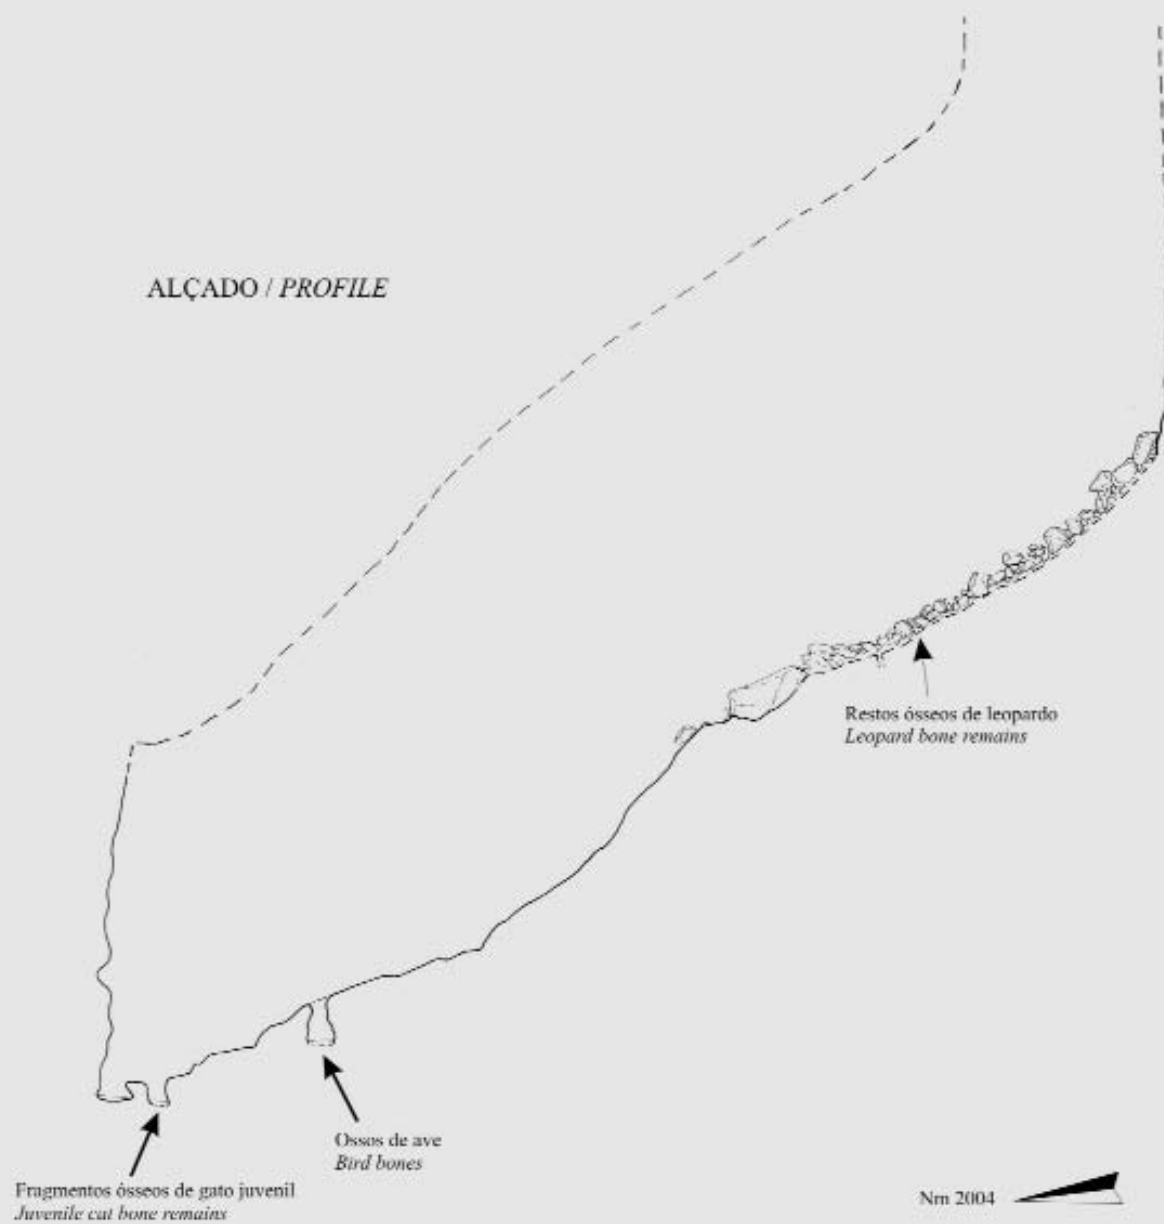 ALÇADO / PROFILE
Restos ósseos de leopardo
Leopard bone remains
Ossos de ave
Bird bones
Fragmentos ósseos de gato juvenil
Juvenile cat bone remains
Nm 2004